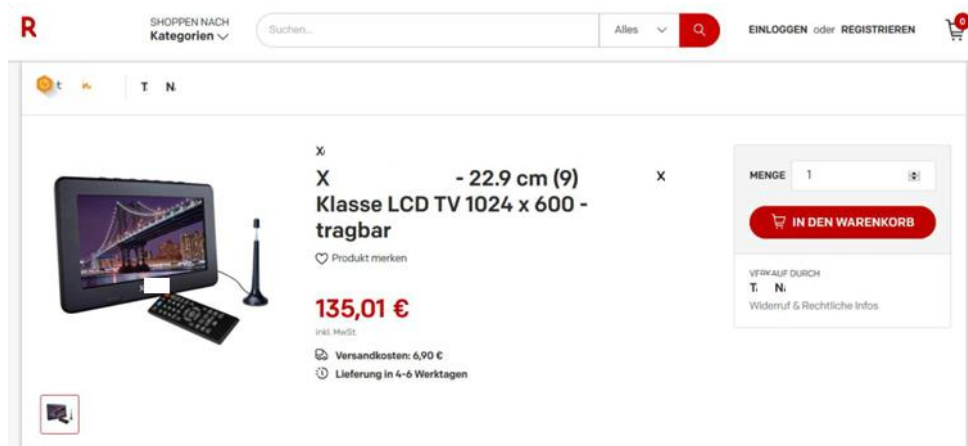 R
SHOPPEN NACH
Kategorien
Suchen...
Alles
EINLOGGEN oder REGISTRIEREN
0
t
T N
X
X - 22.9 cm (9) X
Klasse LCD TV 1024 x 600 -
tragbar
Produkt merken
135,01 €
inkl. MwSt.
Versandkosten: 6,90 €
Lieferung in 4-6 Werktagen
MENGE 1
IN DEN WARENKORB
VERKAUF DURCH
T N
Widerruf & Rechtliche Infos